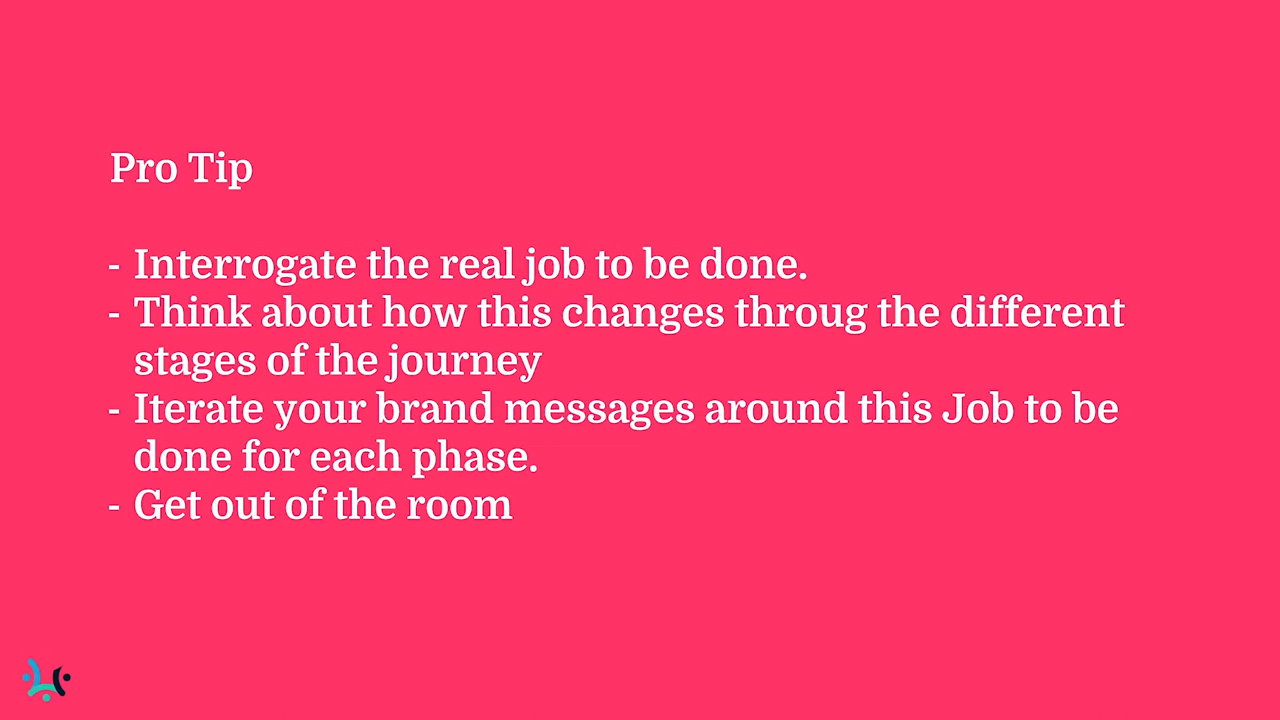 Pro Tip
- Interrogate the real job to be done.
- Think about how this changes throug the different
stages of the journey
- Iterate your brand messages around this Job to be
done for each phase.
- Get out of the room